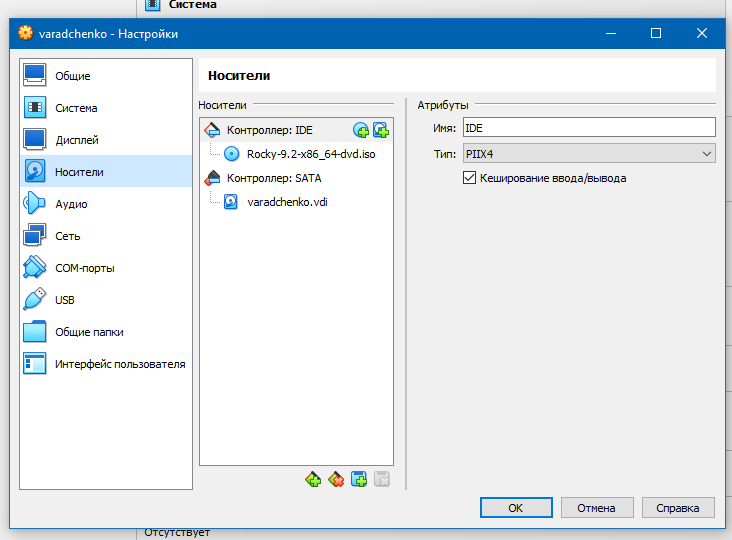 Система
varadchenko - Настройки
Общие
Система
Дисплей
Носители
Аудио
Сеть
COM-порты
USB
Общие папки
Интерфейс пользователя
Носители
Носители
Контроллер: IDE
Rocky-9.2-x86_64-dvd.iso
Контроллер: SATA
varadchenko.vdi
Атрибуты
Имя: IDE
Тип: PIIX4
Кеширование ввода/вывода
OK Отмена Справка
Отсутствует